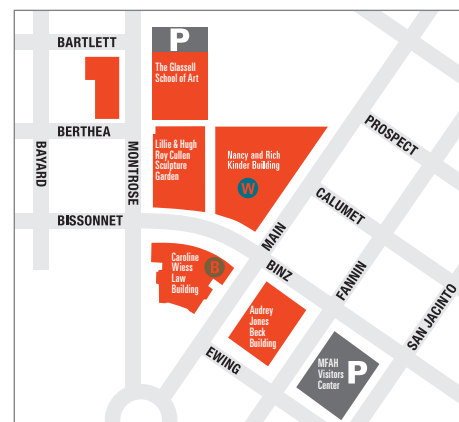 BARTLETT
P
The Glassell
School of Art
BERTHEA
BAYARD
MONTROSE
Lillie & Hugh
Roy Cullen
Sculpture
Garden
Nancy and Rich
Kinder Building
W
PROSPECT
CALUMET
BISSONNET
MAIN
BINZ
FANNIN
SAN JACINTO
Caroline
Wiess
Law
Building
B
Audrey
Jones
Beck
Building
EWING
MFAH
Visitors
Center
P